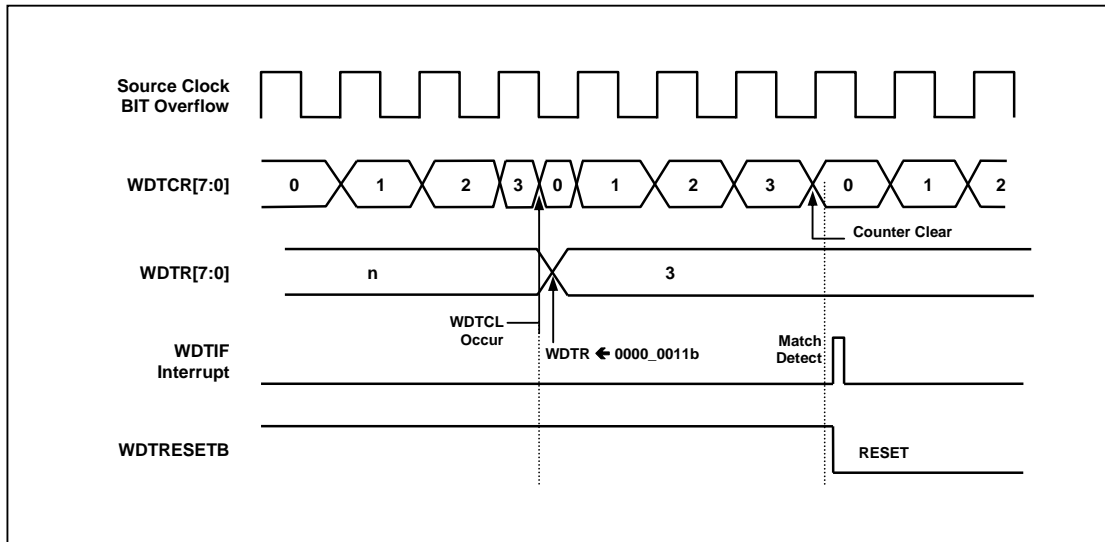 Source Clock
BIT Overflow
WDTCR[7:0]
0 1 2 3 0 1 2 3 0 1 2
Counter Clear
WDTR[7:0]
n 3
WDTCL
Occur
WDTR 🡸 0000_0011b
Match
Detect
WDTIF
Interrupt
WDTRESETB
RESET